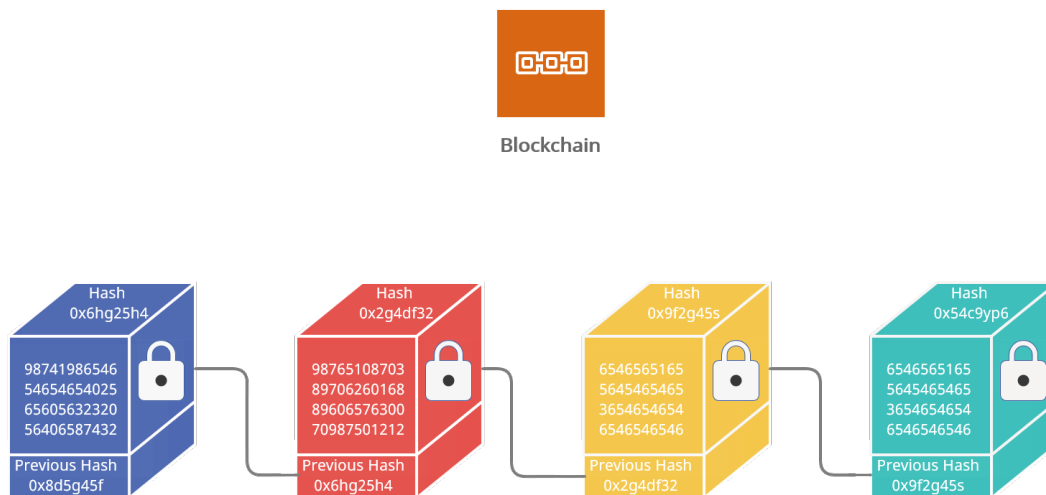 Blockchain
Hash
0x6hg25h4
98741986546
54654654025
65605632320
56406587432
Previous Hash
0x8d5g45f
Hash
0x2g4df32
98765108703
89706260168
89606576300
70987501212
Previous Hash
0x6hg25h4
Hash
0x9f2g45s
6546565165
5645465465
3654654654
6546546546
Previous Hash
0x2g4df32
Hash
0x54c9yp6
6546565165
5645465465
3654654654
6546546546
Previous Hash
0x9f2g45s